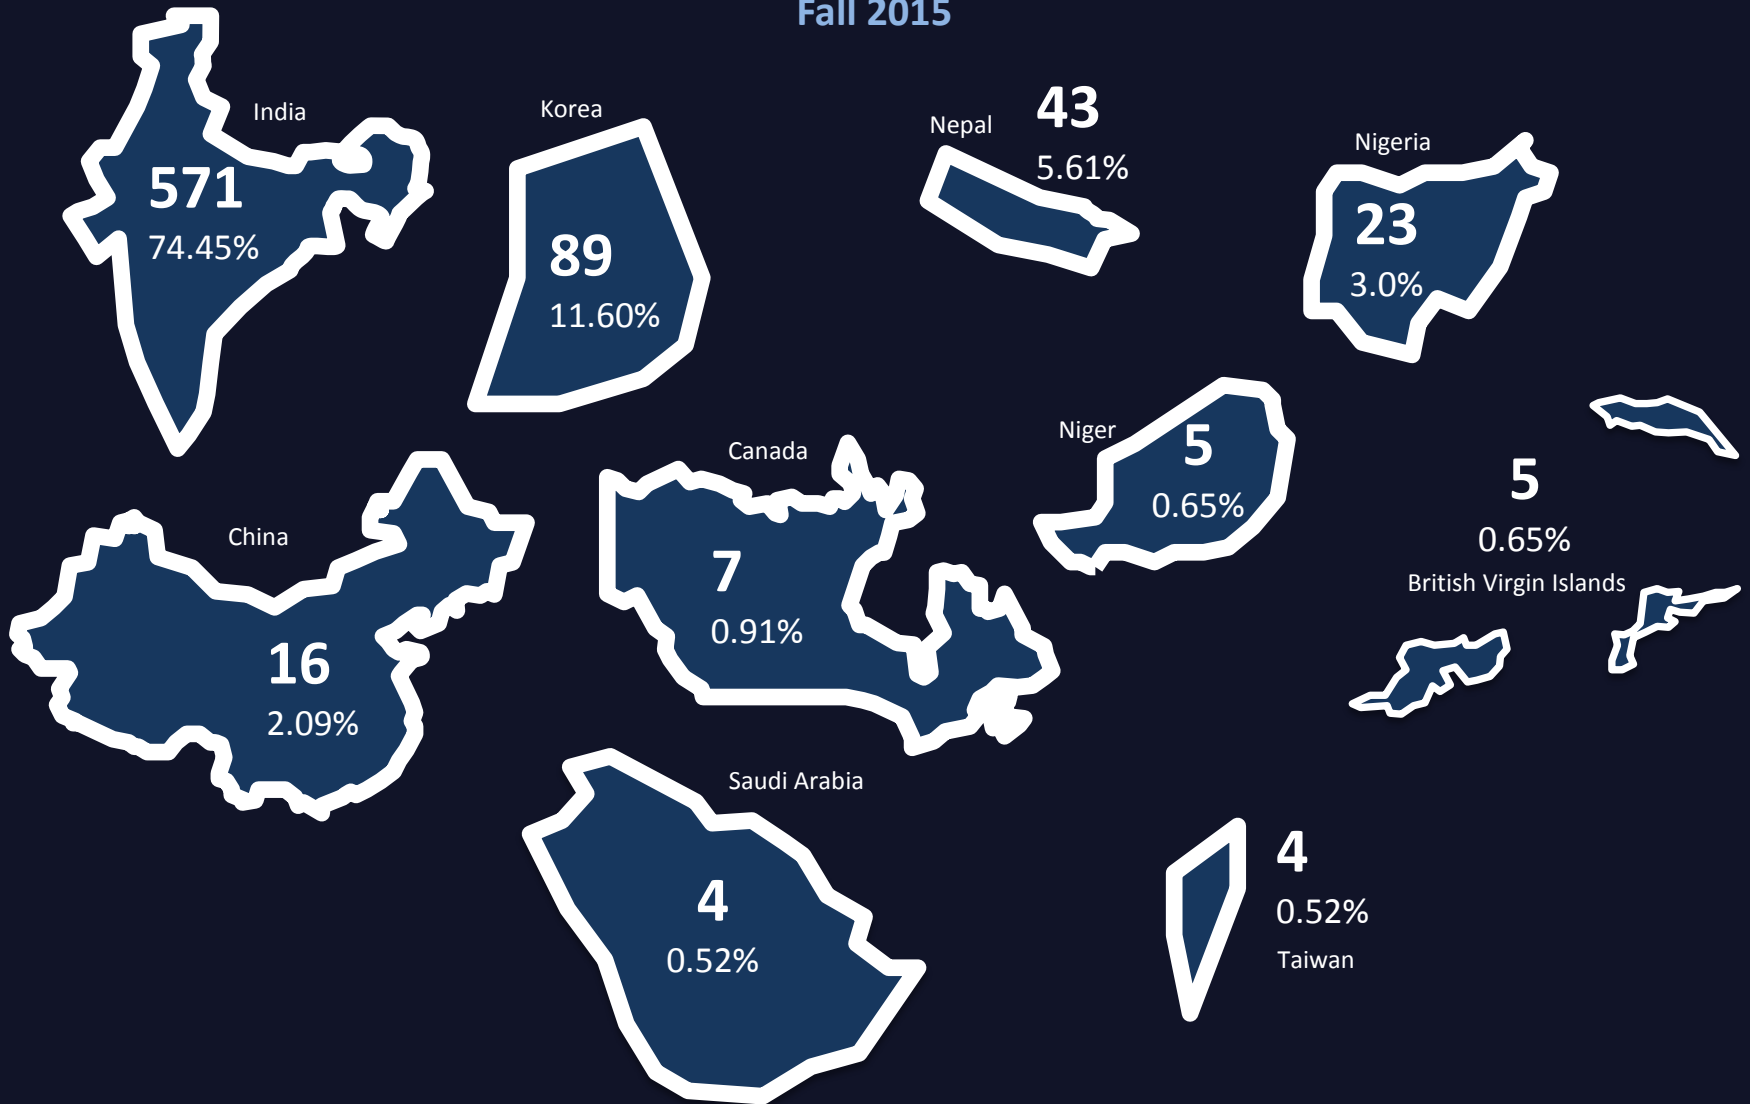 Fall 2015
India
571
74.45%
Korea
89
11.60%
Nepal
43
5.61%
Nigeria
23
3.0%
China
16
2.09%
Canada
7
0.91%
Niger
5
0.65%
5
0.65%
British Virgin Islands
Saudi Arabia
4
0.52%
4
0.52%
Taiwan